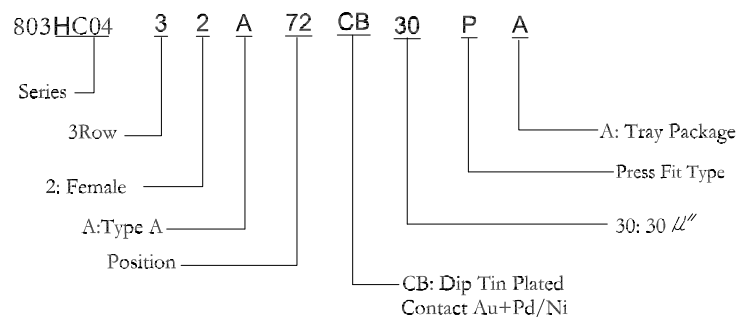 803HC04 3 2 A 72 CB 30 P A
Series
3Row
A: Tray Package
Press Fit Type
2: Female
A:Type A
30: 30 μ"
Position
CB: Dip Tin Plated
Contact Au+Pd/Ni